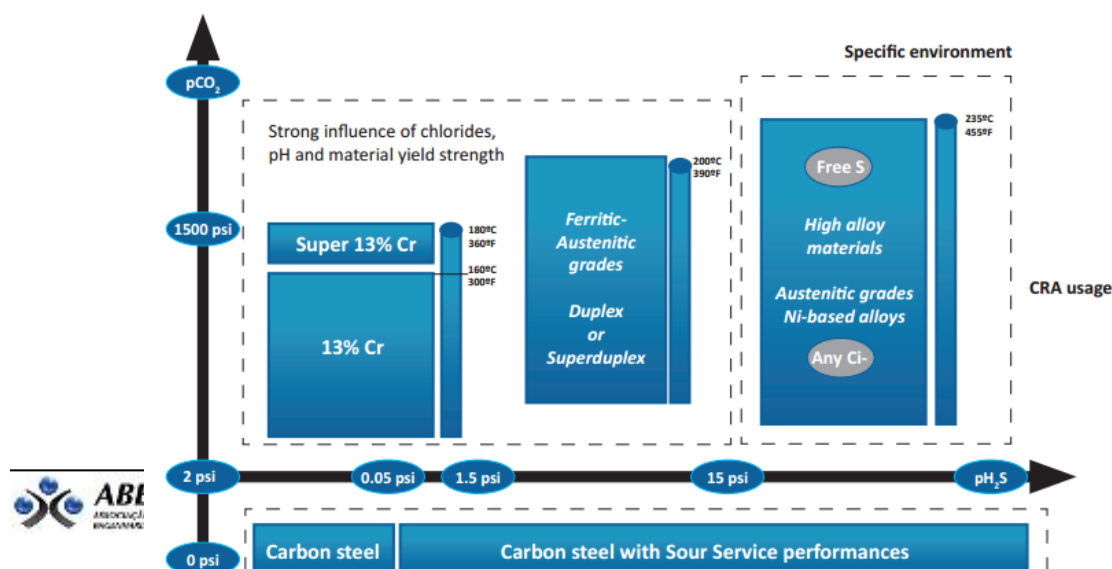 Specific environment
pCO₂
Strong influence of chlorides,
pH and material yield strength
235ºC
455ºF
Free S
200ºC
390ºF
Ferritic-
Austenitic
grades
High alloy
materials
1500 psi
Super 13% Cr
180ºC
360ºF
160ºC
300ºF
Duplex
or
Superduplex
Austenitic grades
Ni-based alloys
CRA usage
13% Cr
Any Ci-
2 psi
0.05 psi
1.5 psi
15 psi
pH₂S
ABE
Carbon steel
Carbon steel with Sour Service performances
0 psi